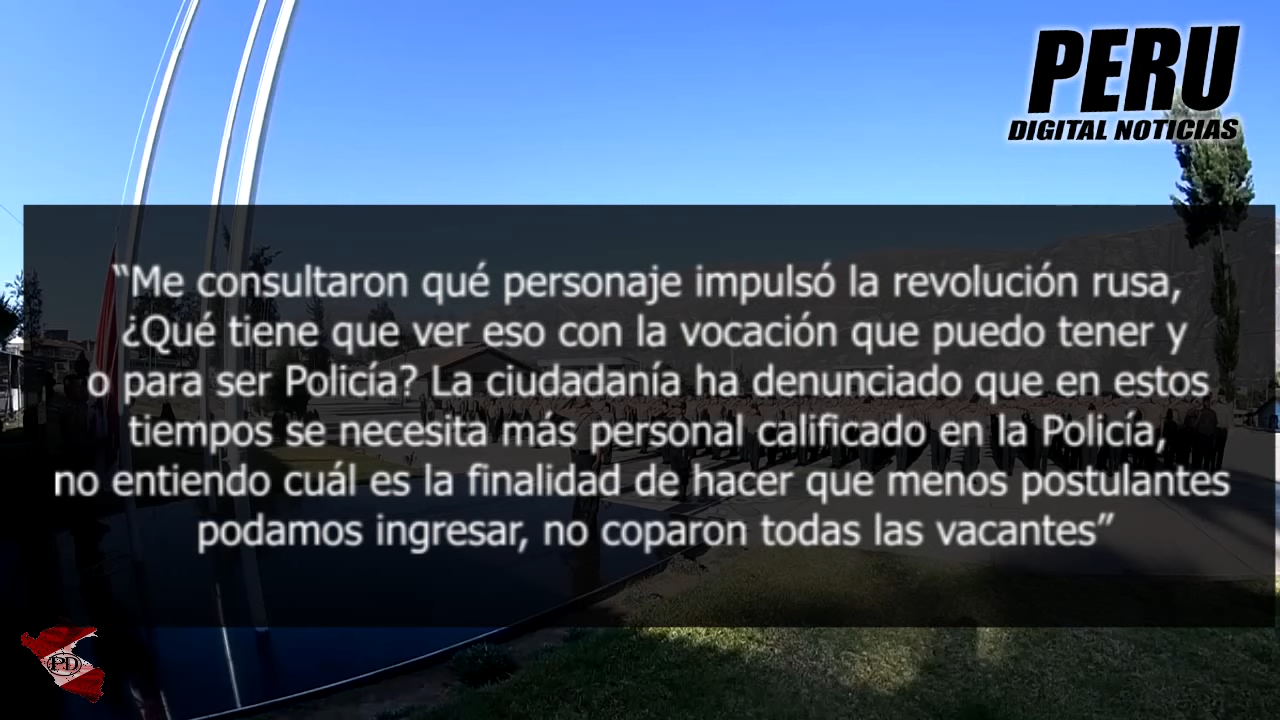 PERU
DIGITAL NOTICIAS
“Me consultaron qué personaje impulsó la revolución rusa,
¿Qué tiene que ver eso con la vocación que puedo tener y
o para ser Policía? La ciudadanía ha denunciado que en estos
tiempos se necesita más personal calificado en la Policía,
no entiendo cuál es la finalidad de hacer que menos postulantes
podamos ingresar, no coparon todas las vacantes”
PD